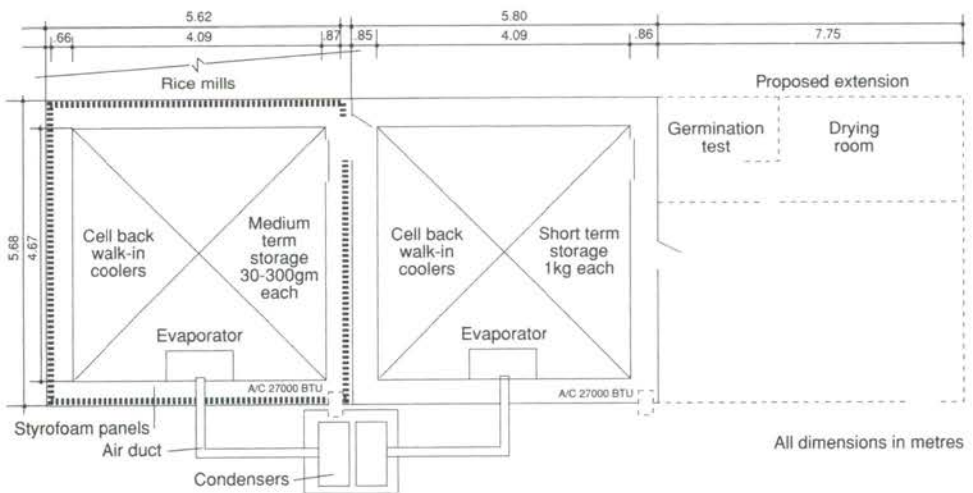 5.62
5.80
.66
4.09
.87
.85
4.09
.86
7.75
Rice mills
Proposed extension
Germination
test
Drying
room
5.68
4.67
Cell back
walk-in
coolers
Medium
term
storage
30-300gm
each
Cell back
walk-in
coolers
Short term
storage
1kg each
Evaporator
Evaporator
A/C 27000 BTU
A/C 27000 BTU
Styrofoam panels
Air duct
Condensers
All dimensions in metres